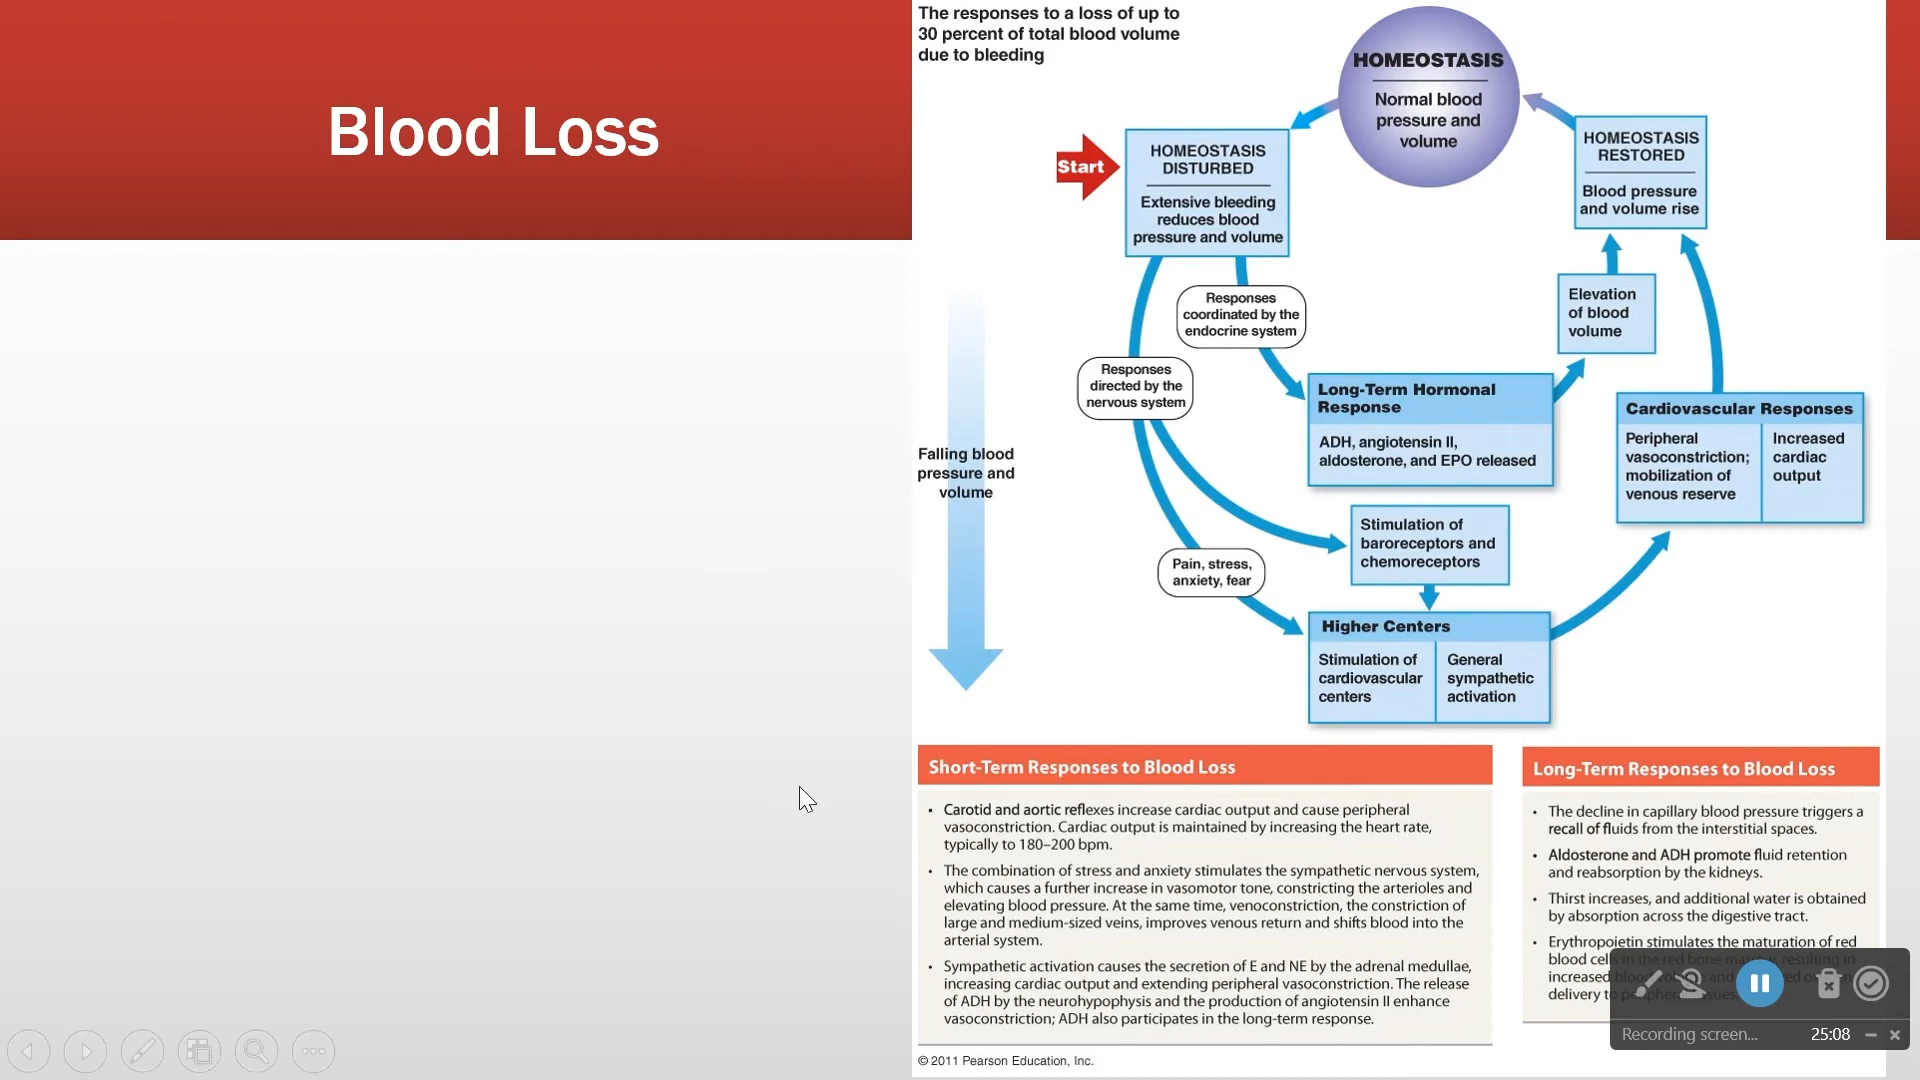 Blood Loss
The responses to a loss of up to
30 percent of total blood volume
due to bleeding
HOMEOSTASIS
Normal blood
pressure and
volume
Start
HOMEOSTASIS
DISTURBED
Extensive bleeding
reduces blood
pressure and volume
HOMEOSTASIS
RESTORED
Blood pressure
and volume rise
Responses
coordinated by the
endocrine system
Elevation
of blood
volume
Responses
directed by the
nervous system
Long-Term Hormonal
Response
ADH, angiotensin II,
aldosterone, and EPO released
Cardiovascular Responses
Peripheral
vasoconstriction;
mobilization of
venous reserve
Increased
cardiac
output
Falling blood
pressure and
volume
Stimulation of
baroreceptors and
chemoreceptors
Pain, stress,
anxiety, fear
Higher Centers
Stimulation of
cardiovascular
centers
General
sympathetic
activation
Short-Term Responses to Blood Loss
• Carotid and aortic reflexes increase cardiac output and cause peripheral
vasoconstriction. Cardiac output is maintained by increasing the heart rate,
typically to 180–200 bpm.
• The combination of stress and anxiety stimulates the sympathetic nervous system,
which causes a further increase in vasomotor tone, constricting the arterioles and
elevating blood pressure. At the same time, venoconstriction, the constriction of
large and medium-sized veins, improves venous return and shifts blood into the
arterial system.
• Sympathetic activation causes the secretion of E and NE by the adrenal medullae,
increasing cardiac output and extending peripheral vasoconstriction. The release
of ADH by the neurohypophysis and the production of angiotensin II enhance
vasoconstriction; ADH also participates in the long-term response.
Long-Term Responses to Blood Loss
• The decline in capillary blood pressure triggers a
recall of fluids from the interstitial spaces.
• Aldosterone and ADH promote fluid retention
and reabsorption by the kidneys.
• Thirst increases, and additional water is obtained
by absorption across the digestive tract.
• Erythropoietin stimulates the maturation of red
blood cells in the red bone marrow, resulting in
increased blood volume and
delivery to peripheral tissues.
Recording screen...
25:08
© 2011 Pearson Education, Inc.